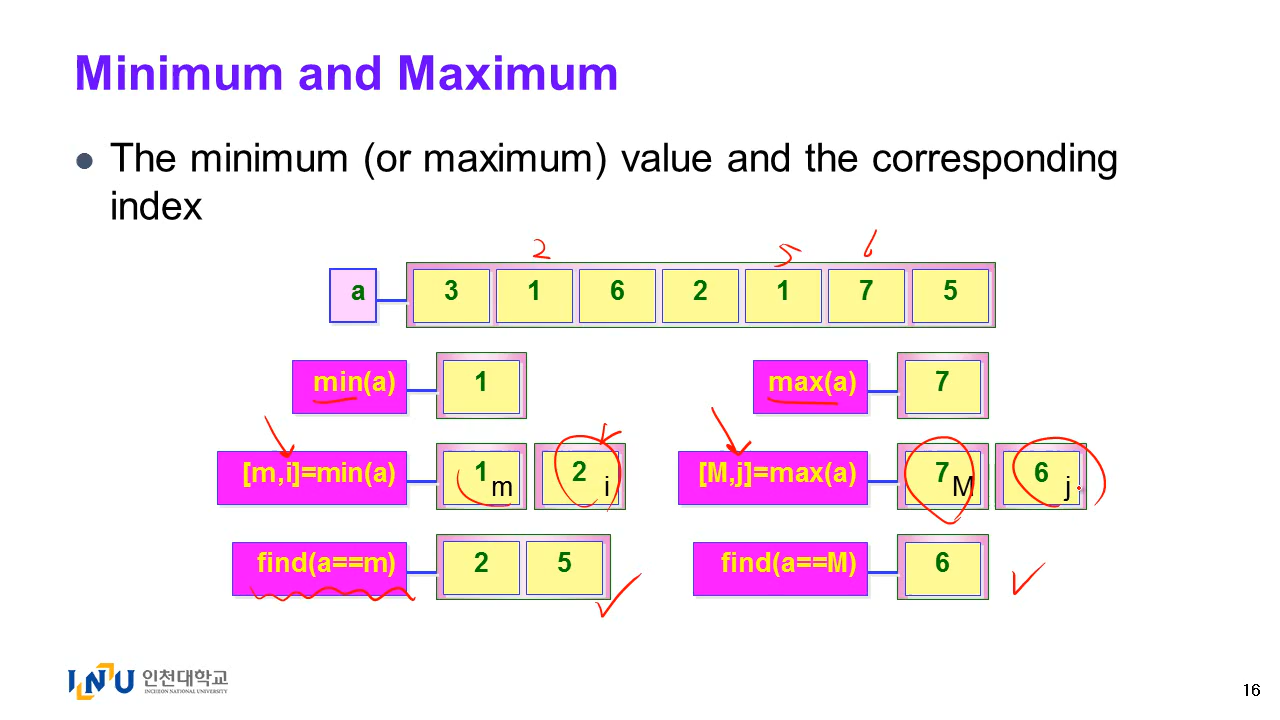 Minimum and Maximum
● The minimum (or maximum) value and the corresponding
index
2 5 6
a 3 1 6 2 1 7 5
min(a) 1 max(a) 7
[m,i]=min(a) 1 m 2 i [M,j]=max(a) 7 M 6 j
find(a==m) 2 5 find(a==M) 6
INU 인천대학교
INCHEON NATIONAL UNIVERSITY
16